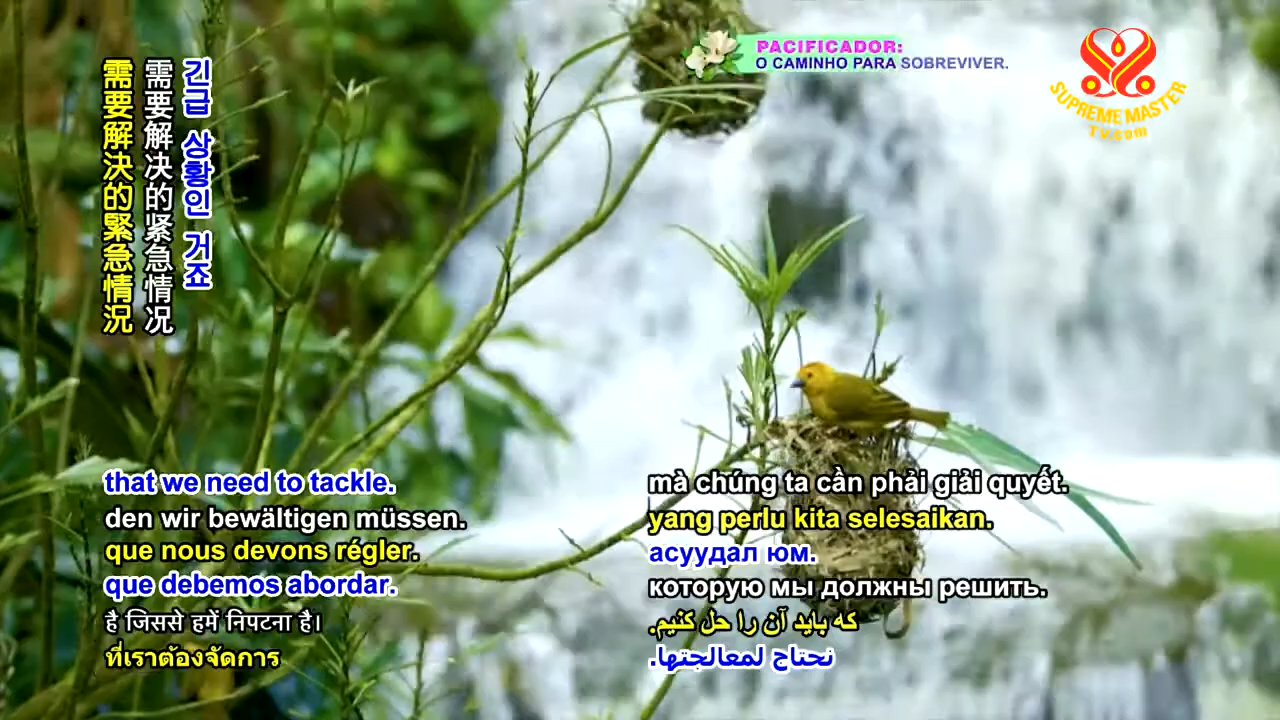 PACIFICADOR:
O CAMINHO PARA SOBREVIVER.
SUPREME MASTER
TV.com
긴급 상황인 거죠
需要解决的紧急情况
需要解決的緊急情況
that we need to tackle.
den wir bewältigen müssen.
que nous devons régler.
que debemos abordar.
है जिससे हमें निपटना है।
ที่เราต้องจัดการ
mà chúng ta cần phải giải quyết.
yang perlu kita selesaikan.
асуудал юм.
которую мы должны решить.
که باید آن را حل کنیم.
نحتاج لمعالجتها.